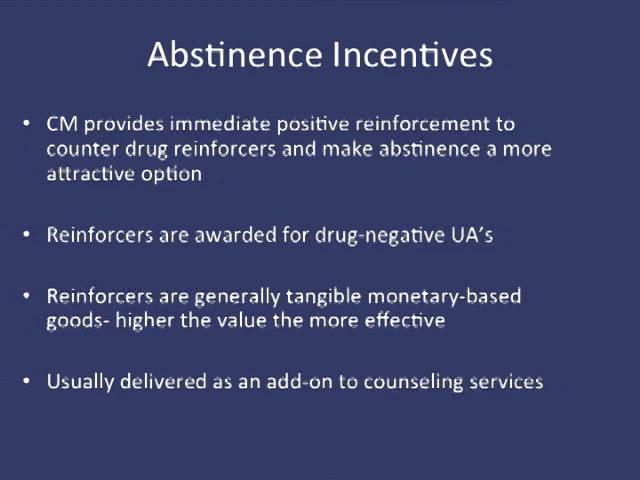 Abstinence Incentives
• CM provides immediate positive reinforcement to
counter drug reinforcers and make abstinence a more
attractive option
• Reinforcers are awarded for drug-negative UA's
• Reinforcers are generally tangible monetary-based
goods- higher the value the more effective
• Usually delivered as an add-on to counseling services